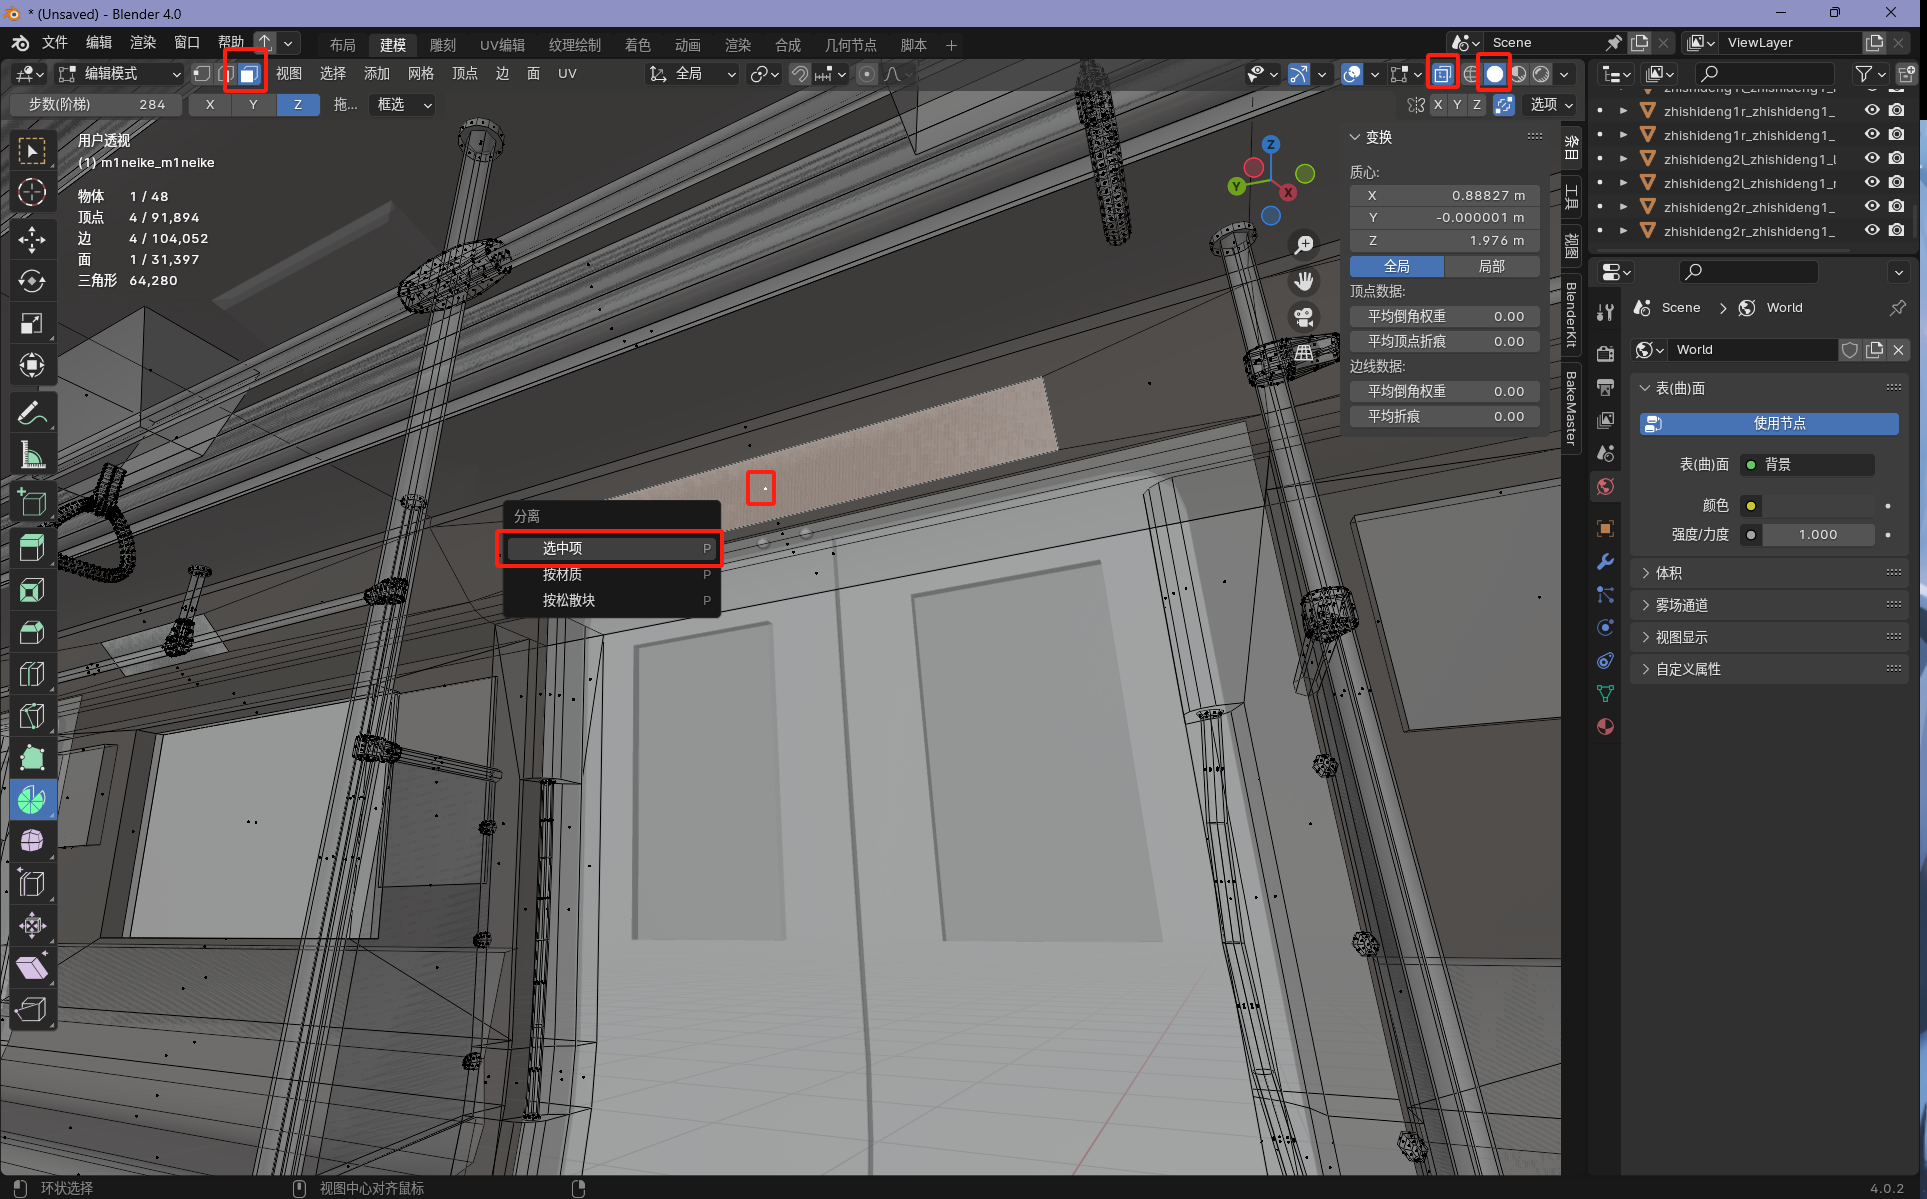 * (Unsaved) - Blender 4.0
文件 编辑 渲染 窗口 帮助 布局 建模 雕刻 UV编辑 纹理绘制 着色 动画 渲染 合成 几何节点 脚本 + Scene ViewLayer
编辑模式 视图 选择 添加 网格 顶点 边 面 UV 全局
步数(阶梯) 284 X Y Z 拖... 框选 X Y Z 选项
用户透视
(1) m1neike_m1neike
物体 1 / 48
顶点 4 / 91,894
边 4 / 104,052
面 1 / 31,397
三角形 64,280
Z
Y
X
变换
质心:
X 0.88827 m
Y -0.000001 m
Z 1.976 m
全局 局部
顶点数据:
平均倒角权重 0.00
平均顶点折痕 0.00
边线数据:
平均倒角权重 0.00
平均折痕 0.00
条目
工具
视图
BlenderKit
BakeMaster
分离
选中项 P
按材质 P
按松散块 P
zhishideng1r_zhishideng1_
zhishideng1r_zhishideng1_
zhishideng2l_zhishideng1_l
zhishideng2l_zhishideng1_r
zhishideng2r_zhishideng1_
zhishideng2r_zhishideng1_
Scene > World
World
表(曲)面
使用节点
表(曲)面 背景
颜色
强度/力度 1.000
体积
雾场通道
视图显示
自定义属性
环状选择 视图中心对齐鼠标 4.0.2